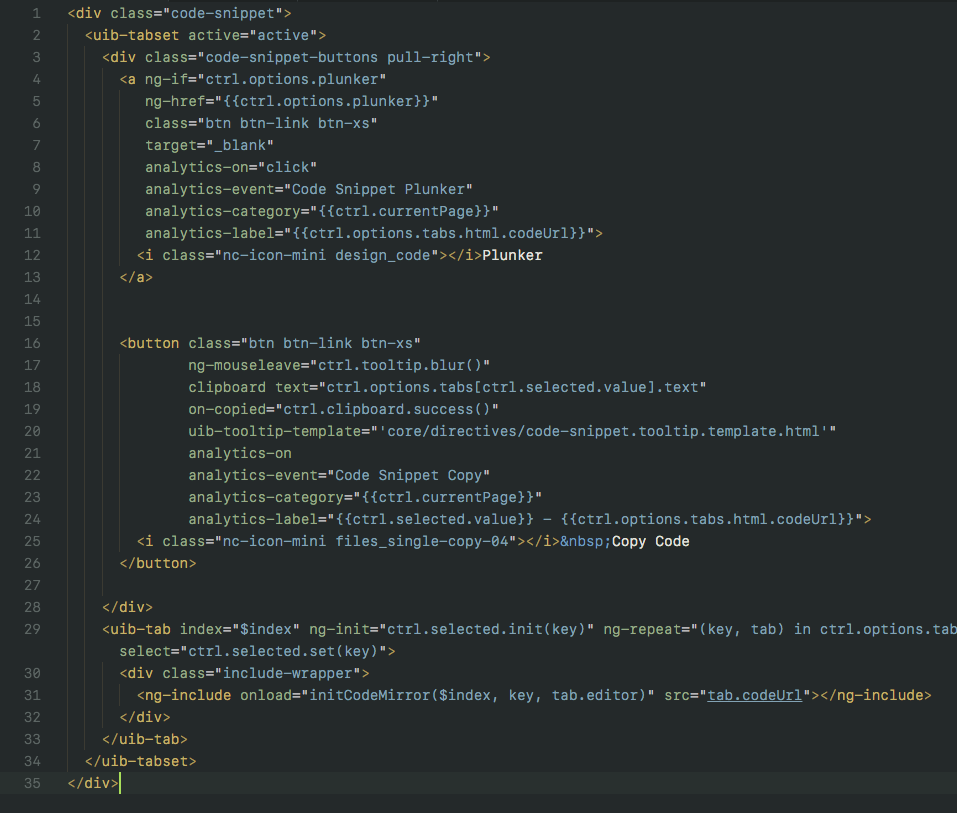 1 <div class="code-snippet">
2 <uib-tabset active="active">
3 <div class="code-snippet-buttons pull-right">
4 <a ng-if="ctrl.options.plunker"
5 ng-href="{{ctrl.options.plunker}}"
6 class="btn btn-link btn-xs"
7 target="_blank"
8 analytics-on="click"
9 analytics-event="Code Snippet Plunker"
10 analytics-category="{{ctrl.currentPage}}"
11 analytics-label="{{ctrl.options.tabs.html.codeUrl}}">
12 <i class="nc-icon-mini design_code"></i>Plunker
13 </a>
14
15
16 <button class="btn btn-link btn-xs"
17 ng-mouseleave="ctrl.tooltip.blur()"
18 clipboard text="ctrl.options.tabs[ctrl.selected.value].text"
19 on-copied="ctrl.clipboard.success()"
20 uib-tooltip-template="'core/directives/code-snippet.tooltip.template.html'"
21 analytics-on
22 analytics-event="Code Snippet Copy"
23 analytics-category="{{ctrl.currentPage}}"
24 analytics-label="{{ctrl.selected.value}} - {{ctrl.options.tabs.html.codeUrl}}">
25 <i class="nc-icon-mini files_single-copy-04"></i>&nbsp;Copy Code
26 </button>
27
28 </div>
29 <uib-tab index="$index" ng-init="ctrl.selected.init(key)" ng-repeat="(key, tab) in ctrl.options.tab
select="ctrl.selected.set(key)">
30 <div class="include-wrapper">
31 <ng-include onload="initCodeMirror($index, key, tab.editor)" src="tab.codeUrl"></ng-include>
32 </div>
33 </uib-tab>
34 </uib-tabset>
35 </div>